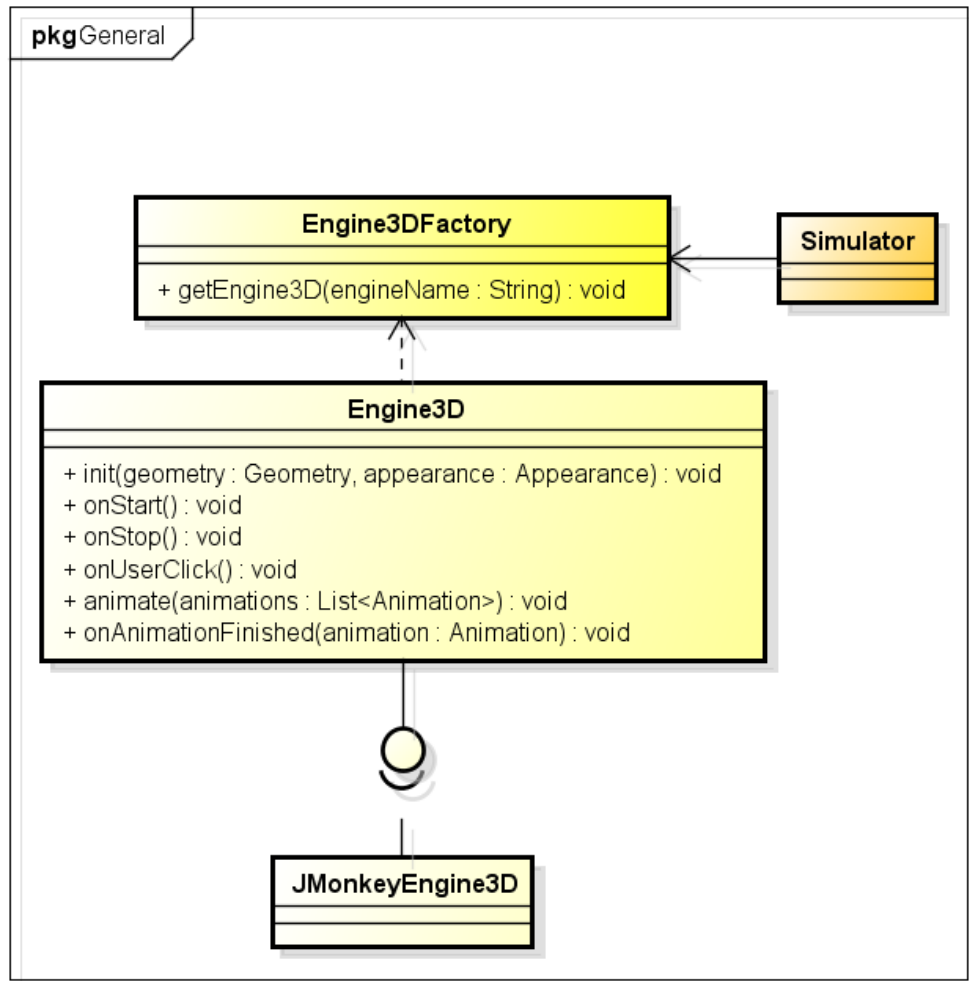 pkgGeneral
Engine3DFactory
+ getEngine3D(engineName : String) : void
Simulator
Engine3D
+ init(geometry : Geometry, appearance : Appearance) : void
+ onStart() : void
+ onStop() : void
+ onUserClick() : void
+ animate(animations : List<Animation>) : void
+ onAnimationFinished(animation : Animation) : void
JMonkeyEngine3D